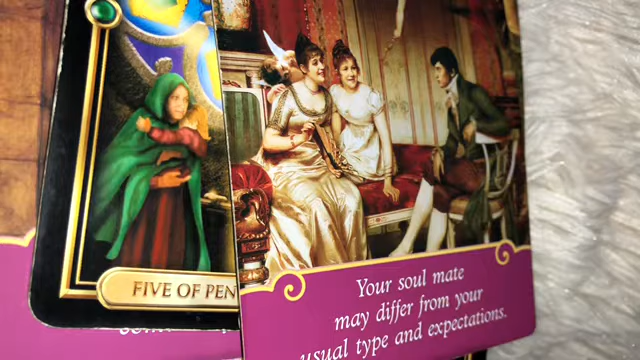 FIVE OF PEN
Your soul mate
may differ from your
usual type and expectations.